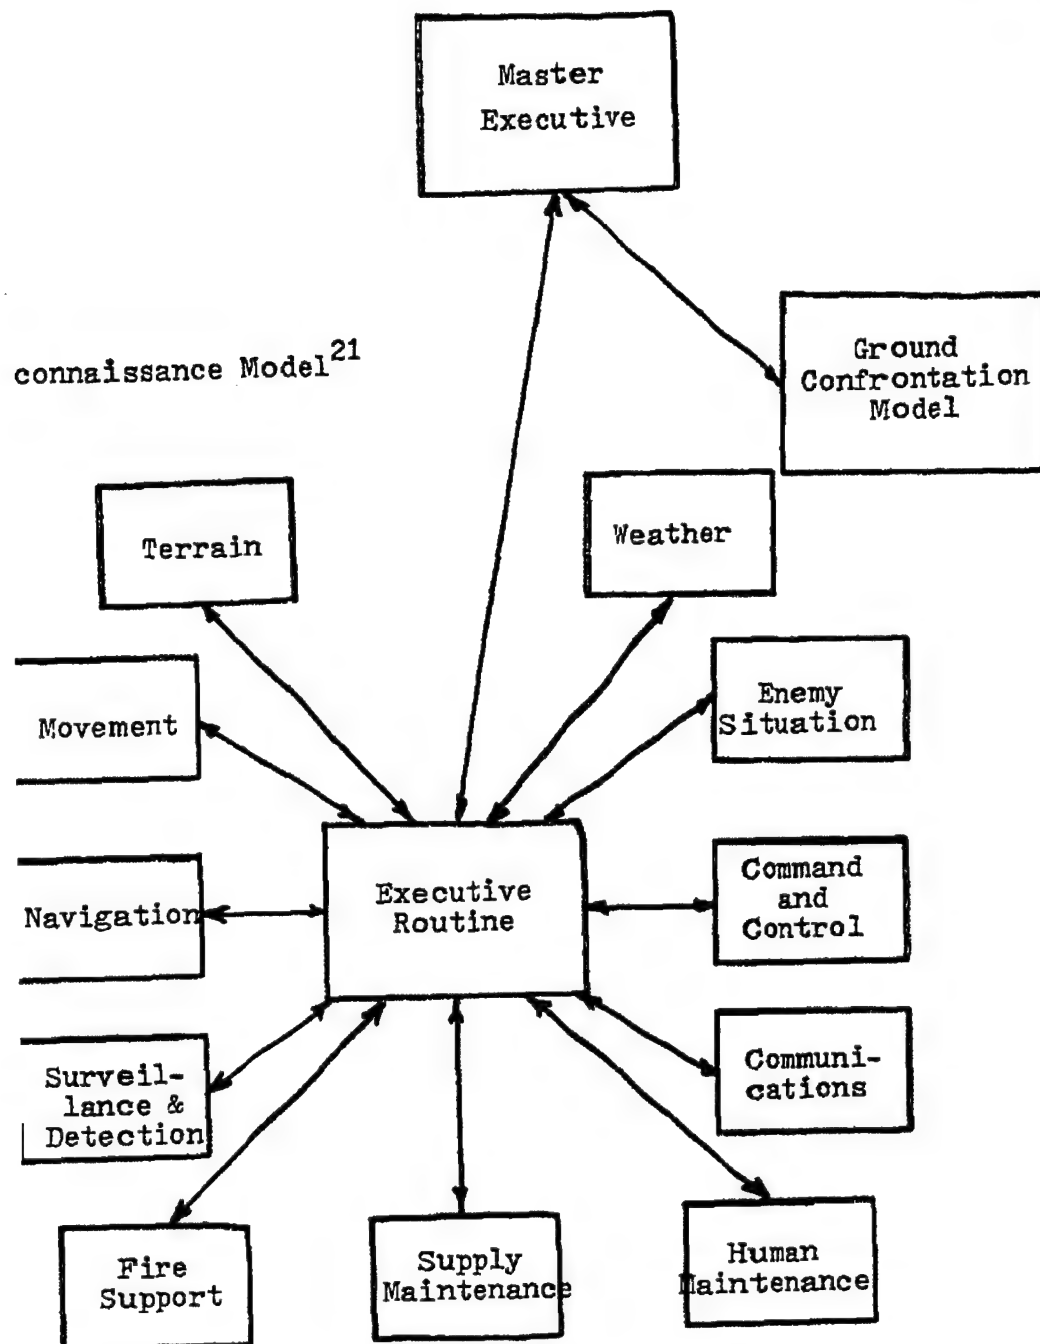 Master
Executive
connaissance Model21
Ground
Confrontation
Model
Terrain
Weather
Movement
Enemy
Situation
Navigation
Executive
Routine
Command
and
Control
Surveil-
lance &
Detection
Communi-
cations
Fire
Support
Supply
Maintenance
Human
Maintenance